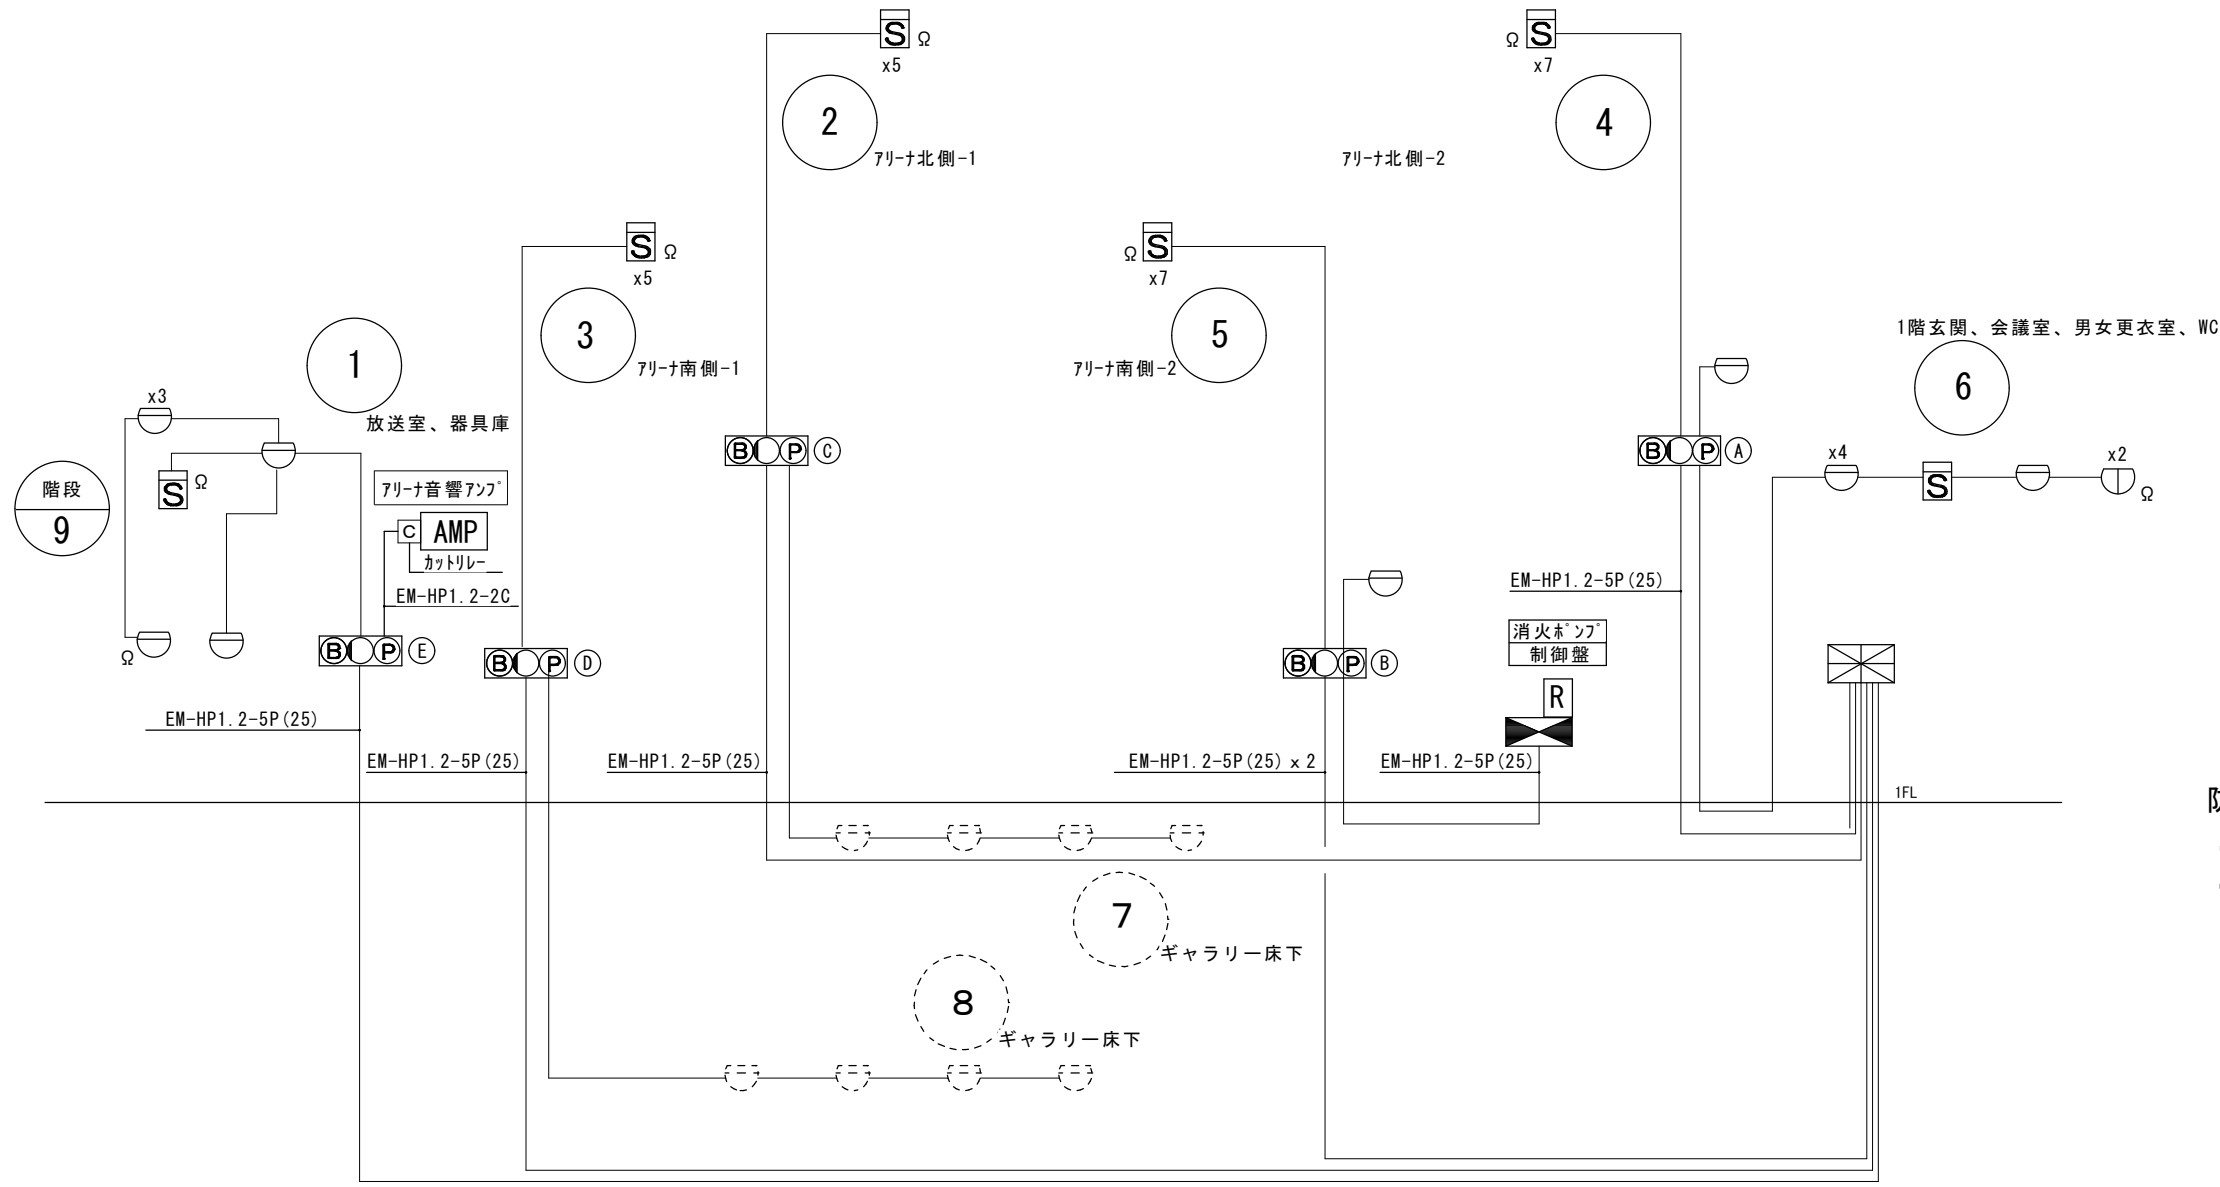 S Ω
x5
2
アリーナ北側-1
Ω S
x7
4
アリーナ北側-2
S Ω
x5
3
アリーナ南側-1
Ω S
x7
5
アリーナ南側-2
1階玄関、会議室、男女更衣室、WC
6
x4
S
x2
Ω
1
放送室、器具庫
x3
S Ω
階段
9
Ω
アリーナ音響アンプ
C AMP
カットリレー
EM-HP1.2-2C
B P E
B P D
B P C
B P B
B P A
EM-HP1.2-5P(25)
消火ポンプ
制御盤
R
EM-HP1.2-5P(25)
EM-HP1.2-5P(25)
EM-HP1.2-5P(25)
EM-HP1.2-5P(25) x 2
EM-HP1.2-5P(25)
1FL
7
ギャラリー床下
8
ギャラリー床下